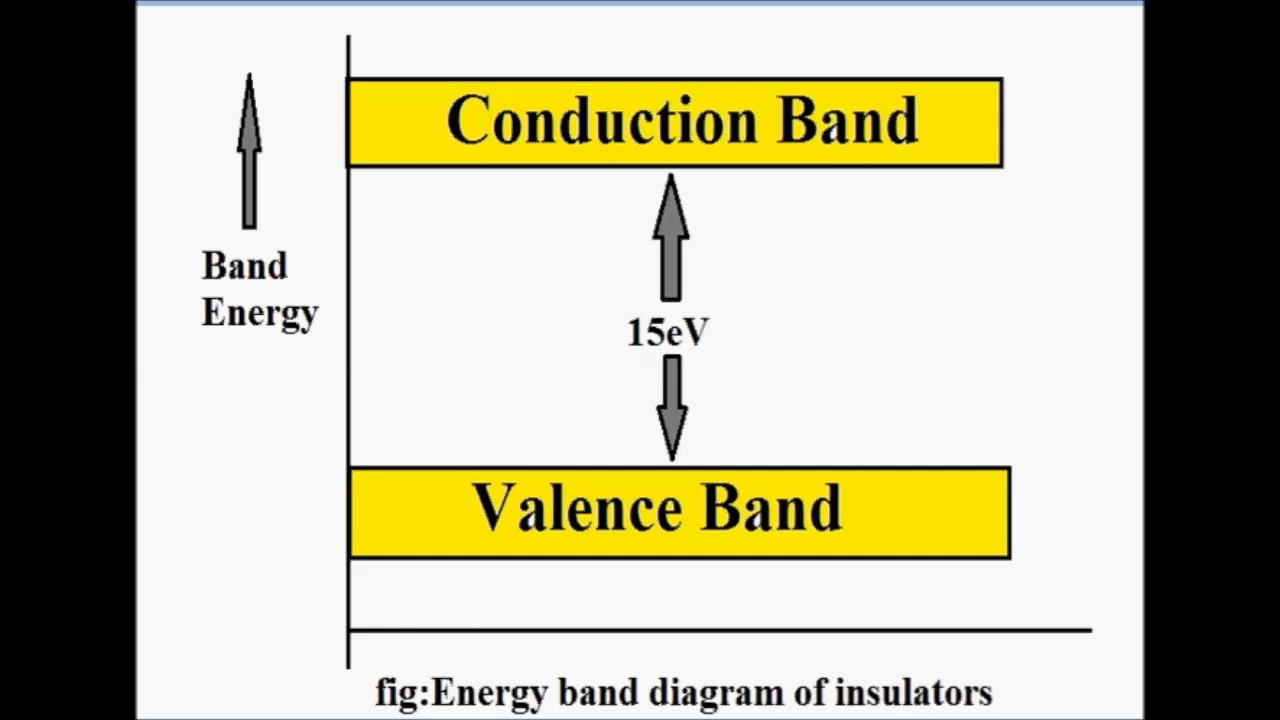 Conduction Band
Band
Energy
15eV
Valence Band
fig:Energy band diagram of insulators